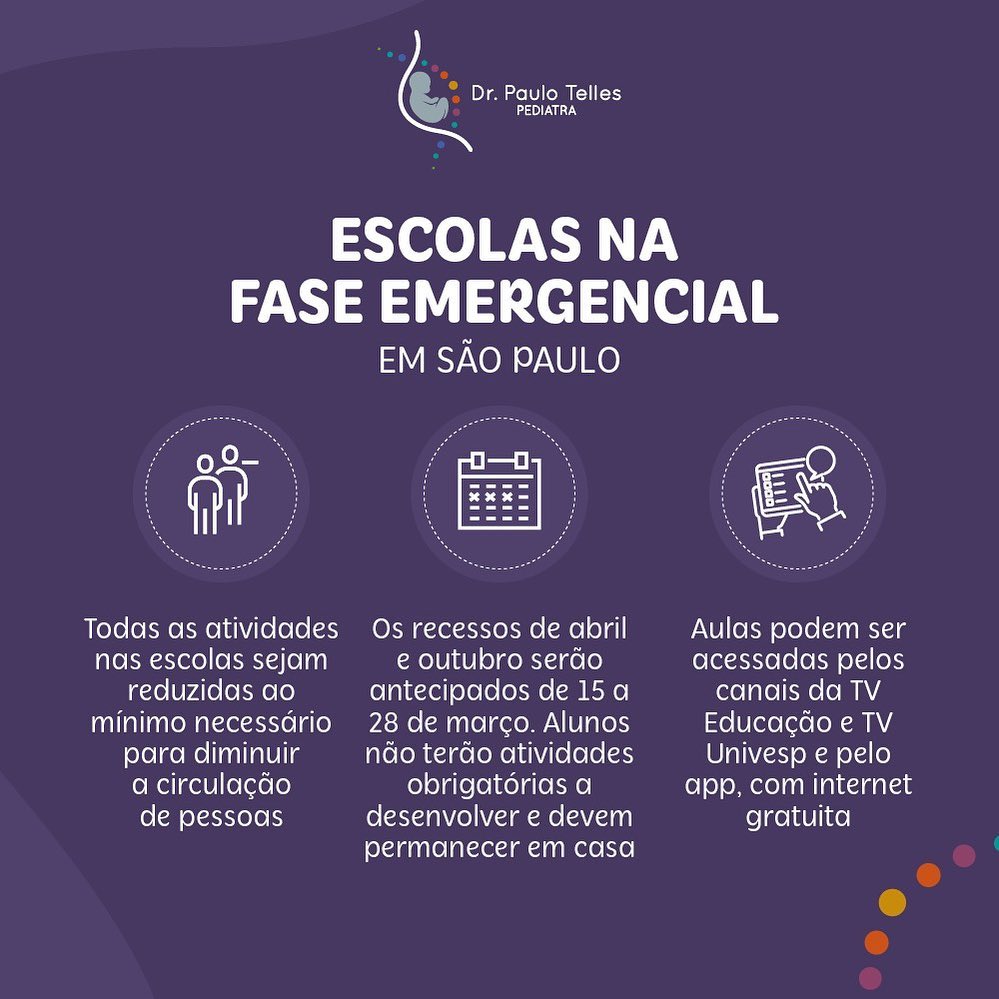 Dr. Paulo Telles
PEDIATRA
ESCOLAS NA
FASE EMERGENCIAL
EM SÃO PAULO
Todas as atividades
nas escolas sejam
reduzidas ao
mínimo necessário
para diminuir
a circulação
de pessoas
Os recessos de abril
e outubro serão
antecipados de 15 a
28 de março. Alunos
não terão atividades
obrigatórias a
desenvolver e devem
permanecer em casa
Aulas podem ser
acessadas pelos
canais da TV
Educação e TV
Univesp e pelo
app, com internet
gratuita